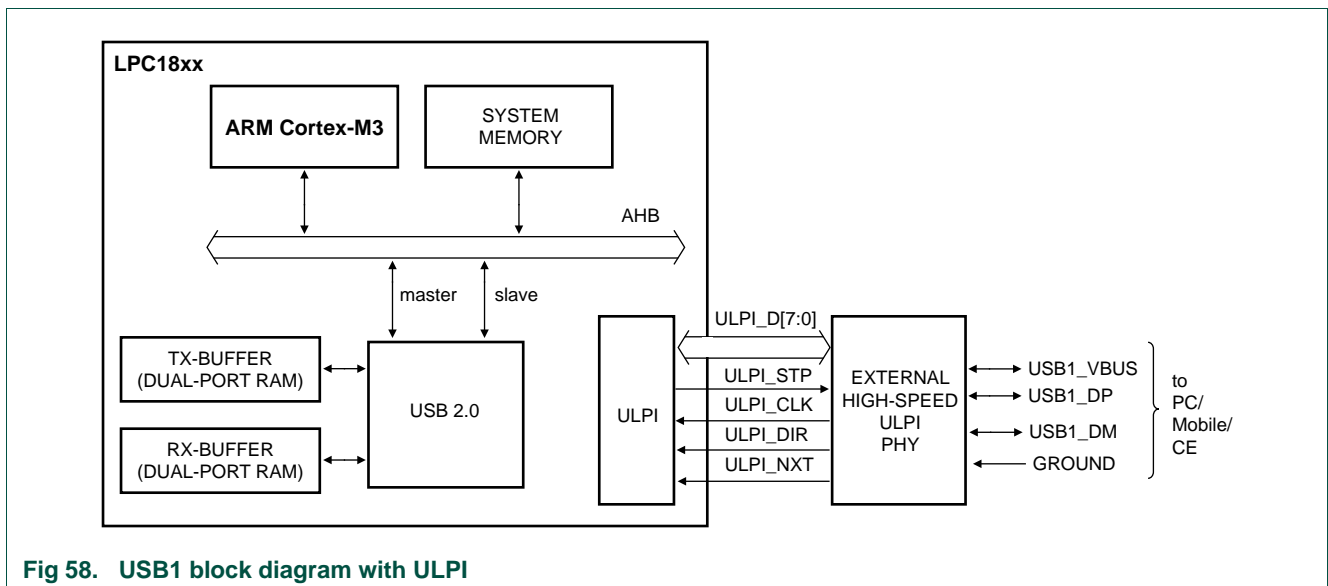 LPC18xx
ARM Cortex-M3
SYSTEM
MEMORY
AHB
master
slave
TX-BUFFER
(DUAL-PORT RAM)
RX-BUFFER
(DUAL-PORT RAM)
USB 2.0
ULPI
ULPI_D[7:0]
ULPI_STP
ULPI_CLK
ULPI_DIR
ULPI_NXT
EXTERNAL
HIGH-SPEED
ULPI
PHY
USB1_VBUS
USB1_DP
USB1_DM
GROUND
to
PC/
Mobile/
CE
Fig 58. USB1 block diagram with ULPI